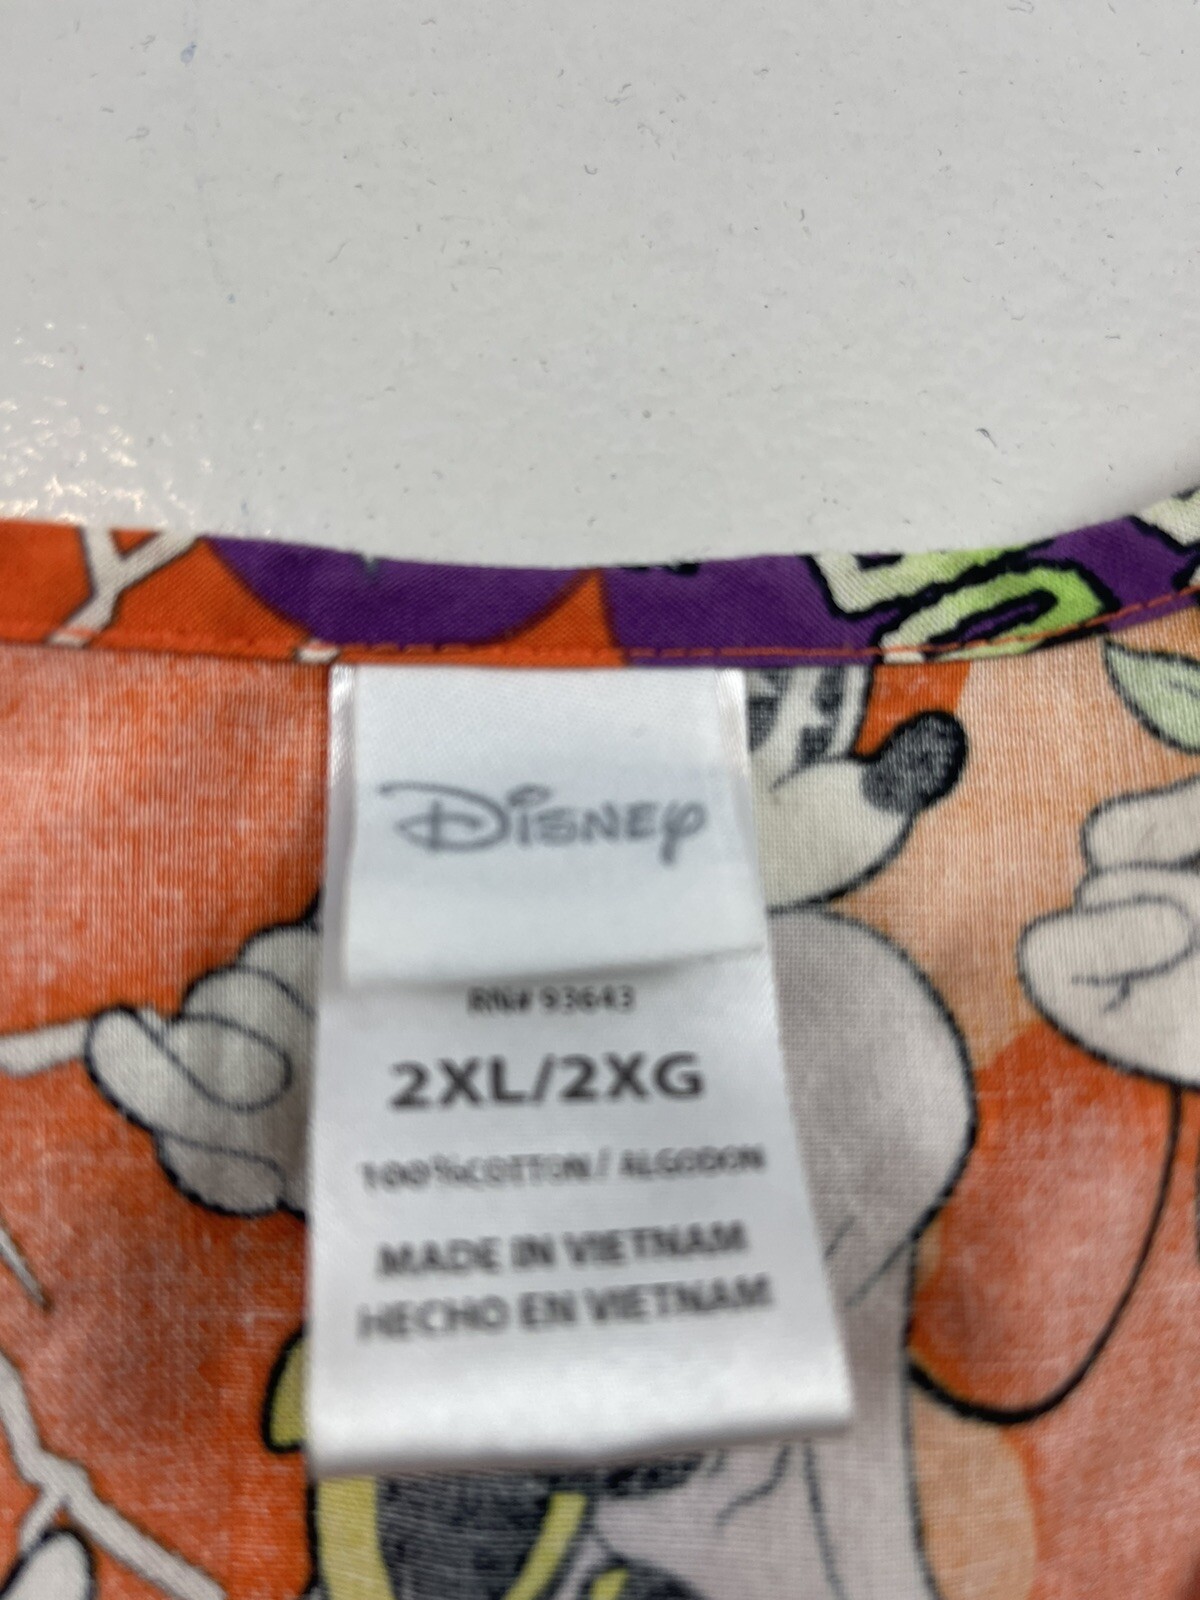 Disney
RN# 93643
2XL/2XG
100%COTTON / ALGODON
MADE IN VIETNAM
HECHO EN VIETNAM